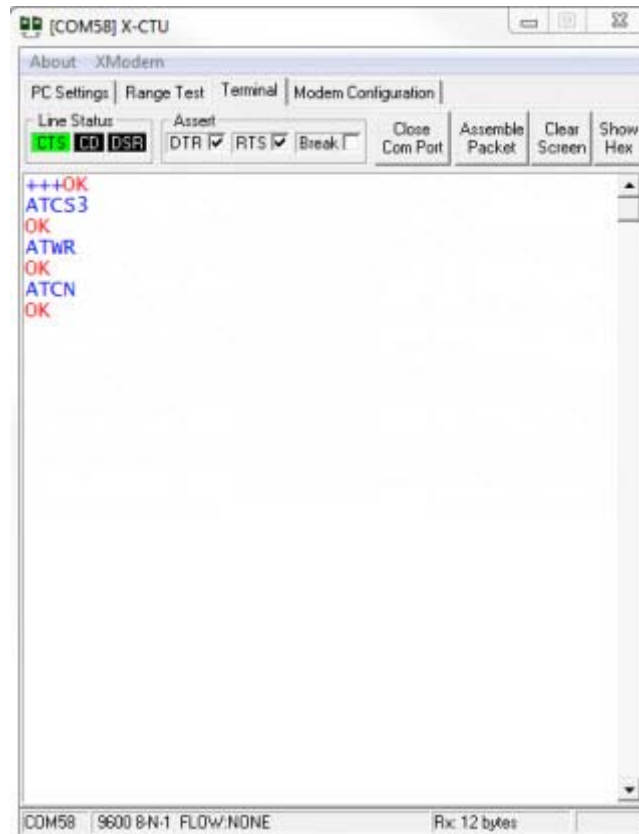 [COM58] X-CTU
About XModem
PC Settings Range Test Terminal Modem Configuration
Line Status
CTS CD DSR
Assert
DTR RTS Break
Close Com Port
Assemble Packet
Clear Screen
Show Hex
+++OK
ATCS3
OK
ATWR
OK
ATCN
OK
COM58 9600 8-N-1 FLOW:NONE Rx: 12 bytes